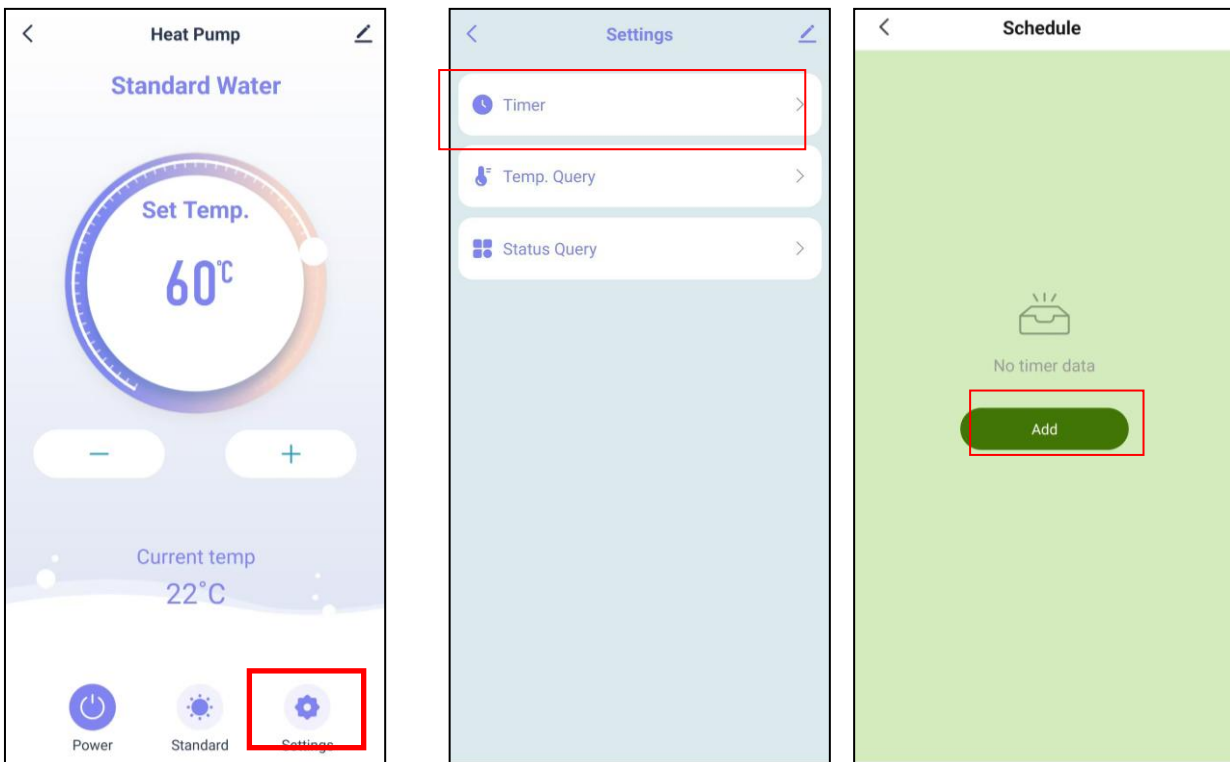 Heat Pump
Standard Water
Set Temp.
60°C
Current temp
22°C
Power
Standard
Settings
Settings
Timer
Temp. Query
Status Query
Schedule
No timer data
Add